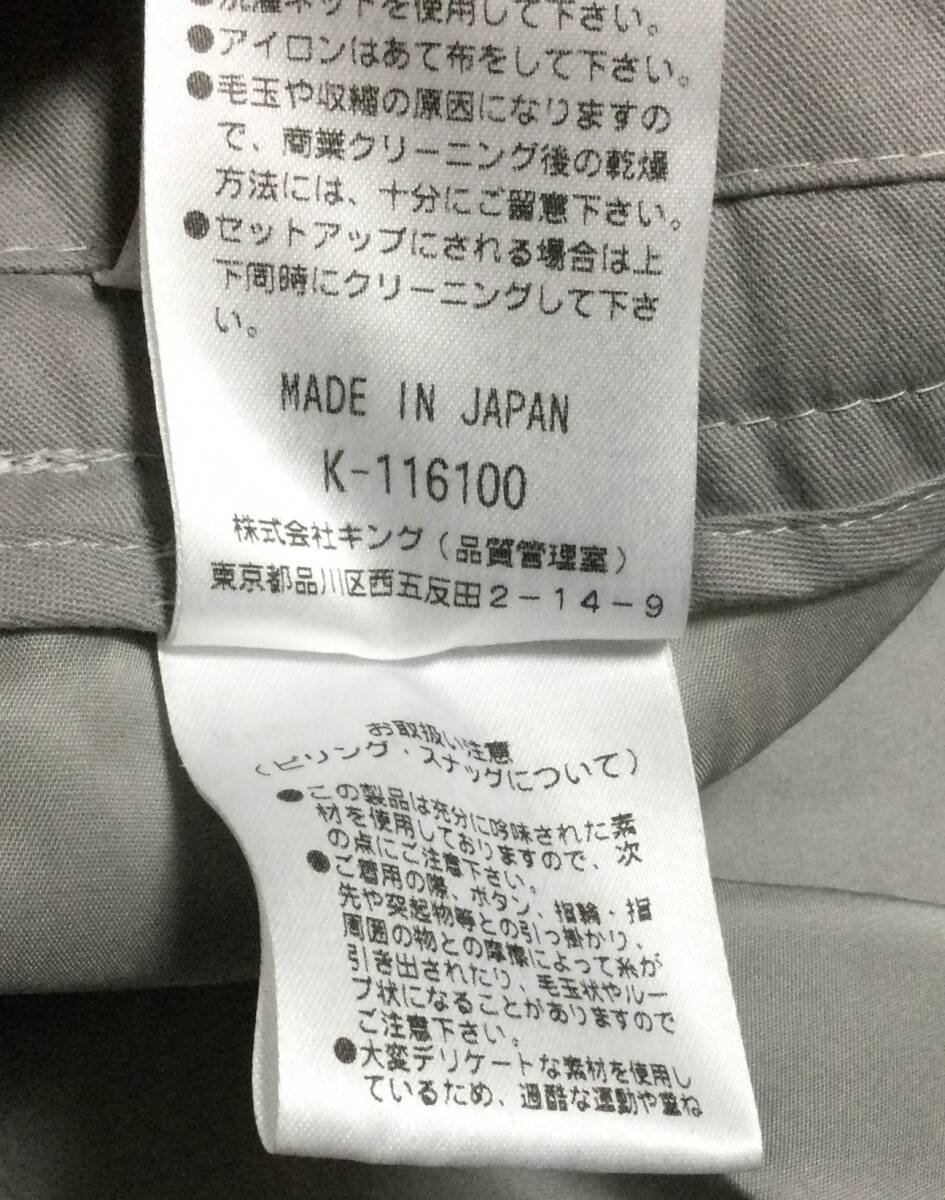 ●洗濯ネットを使用して下さい。
●アイロンはあて布をして下さい。
●毛玉や収縮の原因になりますの
で、商業クリーニング後の乾燥
方法には、十分にご留意下さい。
●セットアップにされる場合は上
下同時にクリーニングして下さ
い。
MADE IN JAPAN
K-116100
株式会社キング(品質管理室)
東京都品川区西五反田2-14-9
お取扱い注意
(ピリング・スナッグについて)
●この製品は充分に吟味された素
材を使用しておりますので、次
の点にご注意下さい。
●ご着用の際、ボタン、指輪・指
先や突起物等との引っ掛かり、
周囲の物との摩擦によって糸が
引き出されたり、毛玉状やルー
プ状になることがありますので
ご注意下さい。
●大変デリケートな素材を使用し
ているため、過酷な運動や重ね